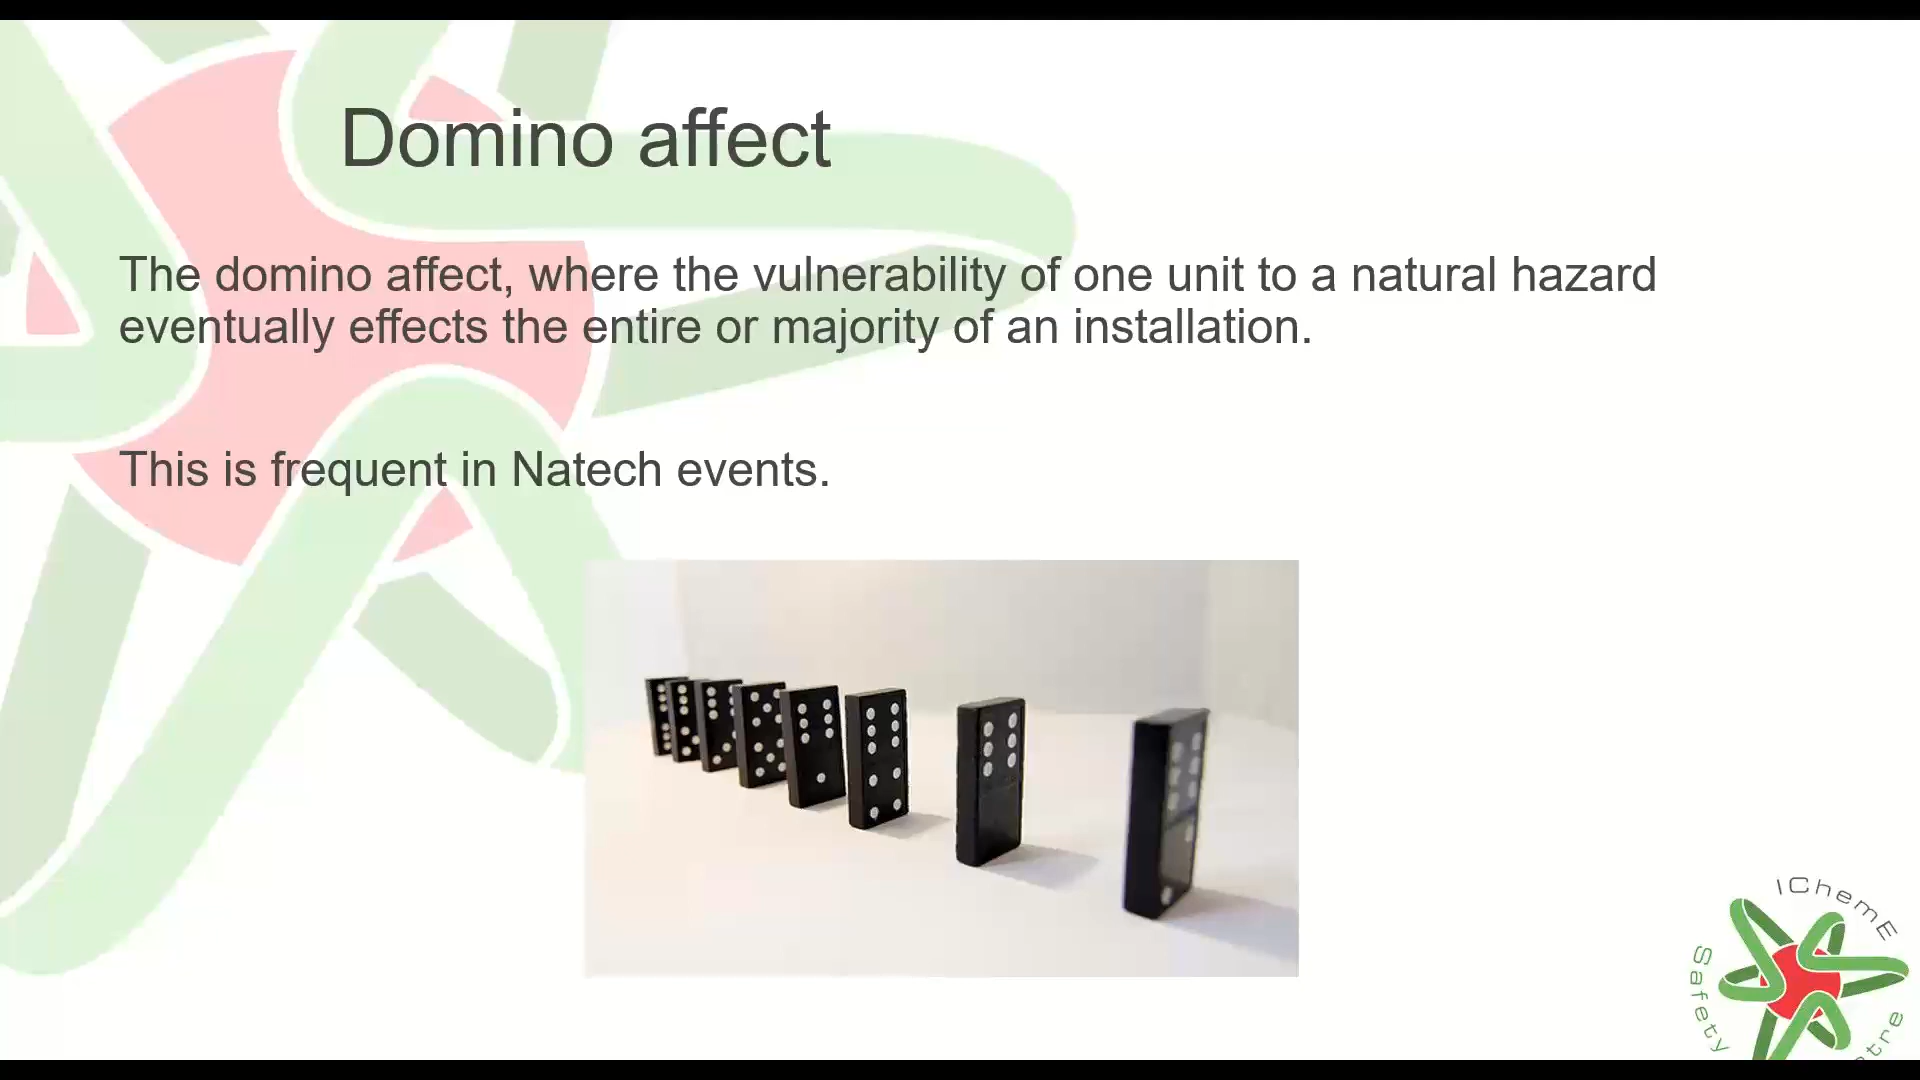 Domino affect
The domino affect, where the vulnerability of one unit to a natural hazard
eventually effects the entire or majority of an installation.
This is frequent in Natech events.
IChemE
Safety